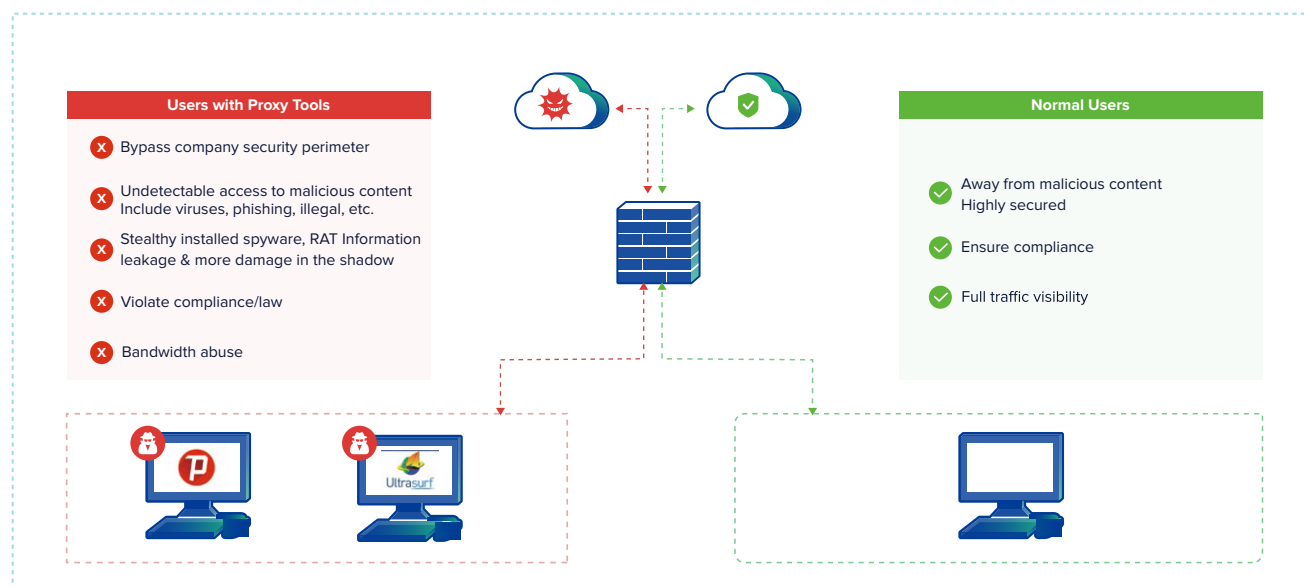 Users with Proxy Tools
X Bypass company security perimeter
X Undetectable access to malicious content
Include viruses, phishing, illegal, etc.
X Stealthy installed spyware, RAT Information
leakage & more damage in the shadow
X Violate compliance/law
X Bandwidth abuse
Normal Users
Away from malicious content
Highly secured
Ensure compliance
Full traffic visibility
P
Ultrasurf